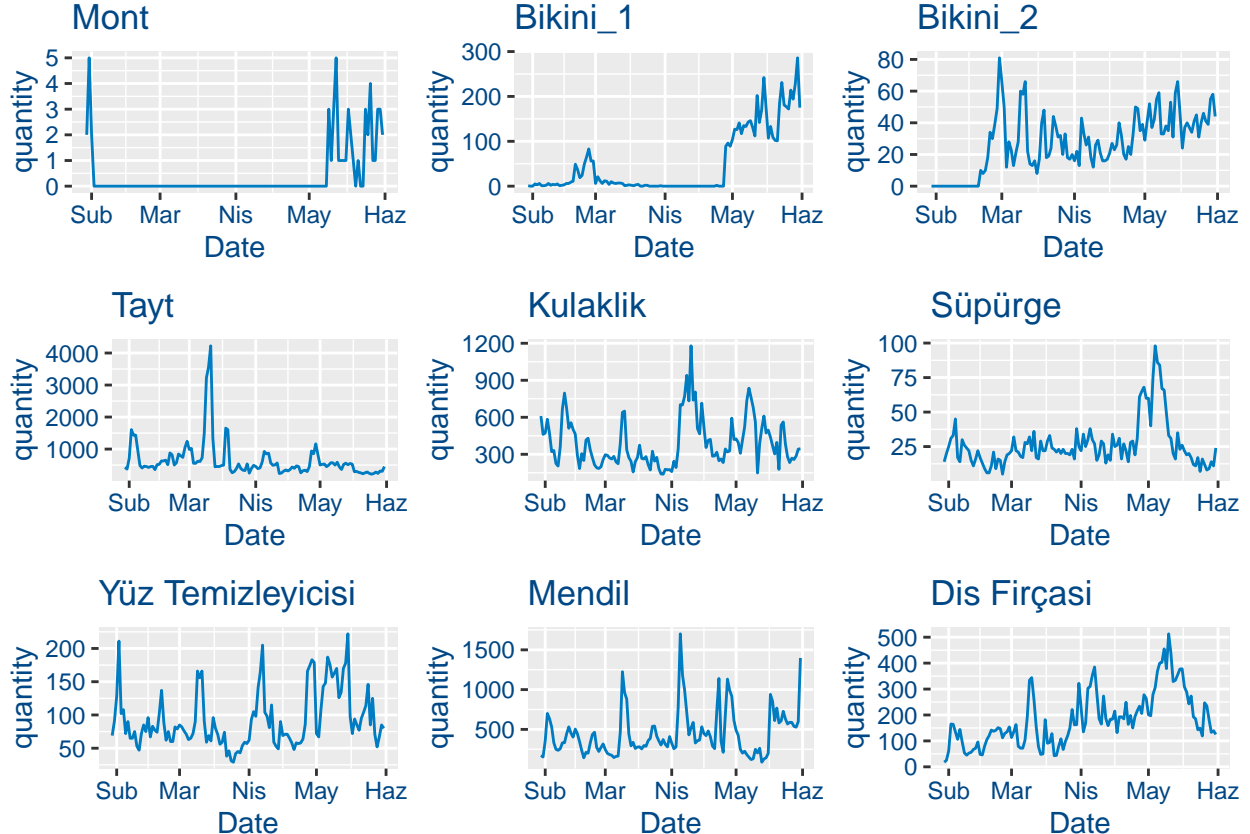 Mont
Bikini_1
Bikini_2
quantity
5
4
3
2
1
0
Sub Mar Nis May Haz
Date
quantity
300
200
100
0
Sub Mar Nis May Haz
Date
quantity
80
60
40
20
0
Sub Mar Nis May Haz
Date
Tayt
Kulaklik
Süpürge
quantity
4000
3000
2000
1000
Sub Mar Nis May Haz
Date
quantity
1200
900
600
300
Sub Mar Nis May Haz
Date
quantity
100
75
50
25
Sub Mar Nis May Haz
Date
Yüz Temizleyicisi
Mendil
Dis Firçasi
quantity
200
150
100
50
Sub Mar Nis May Haz
Date
quantity
1500
1000
500
Sub Mar Nis May Haz
Date
quantity
500
400
300
200
100
0
Sub Mar Nis May Haz
Date